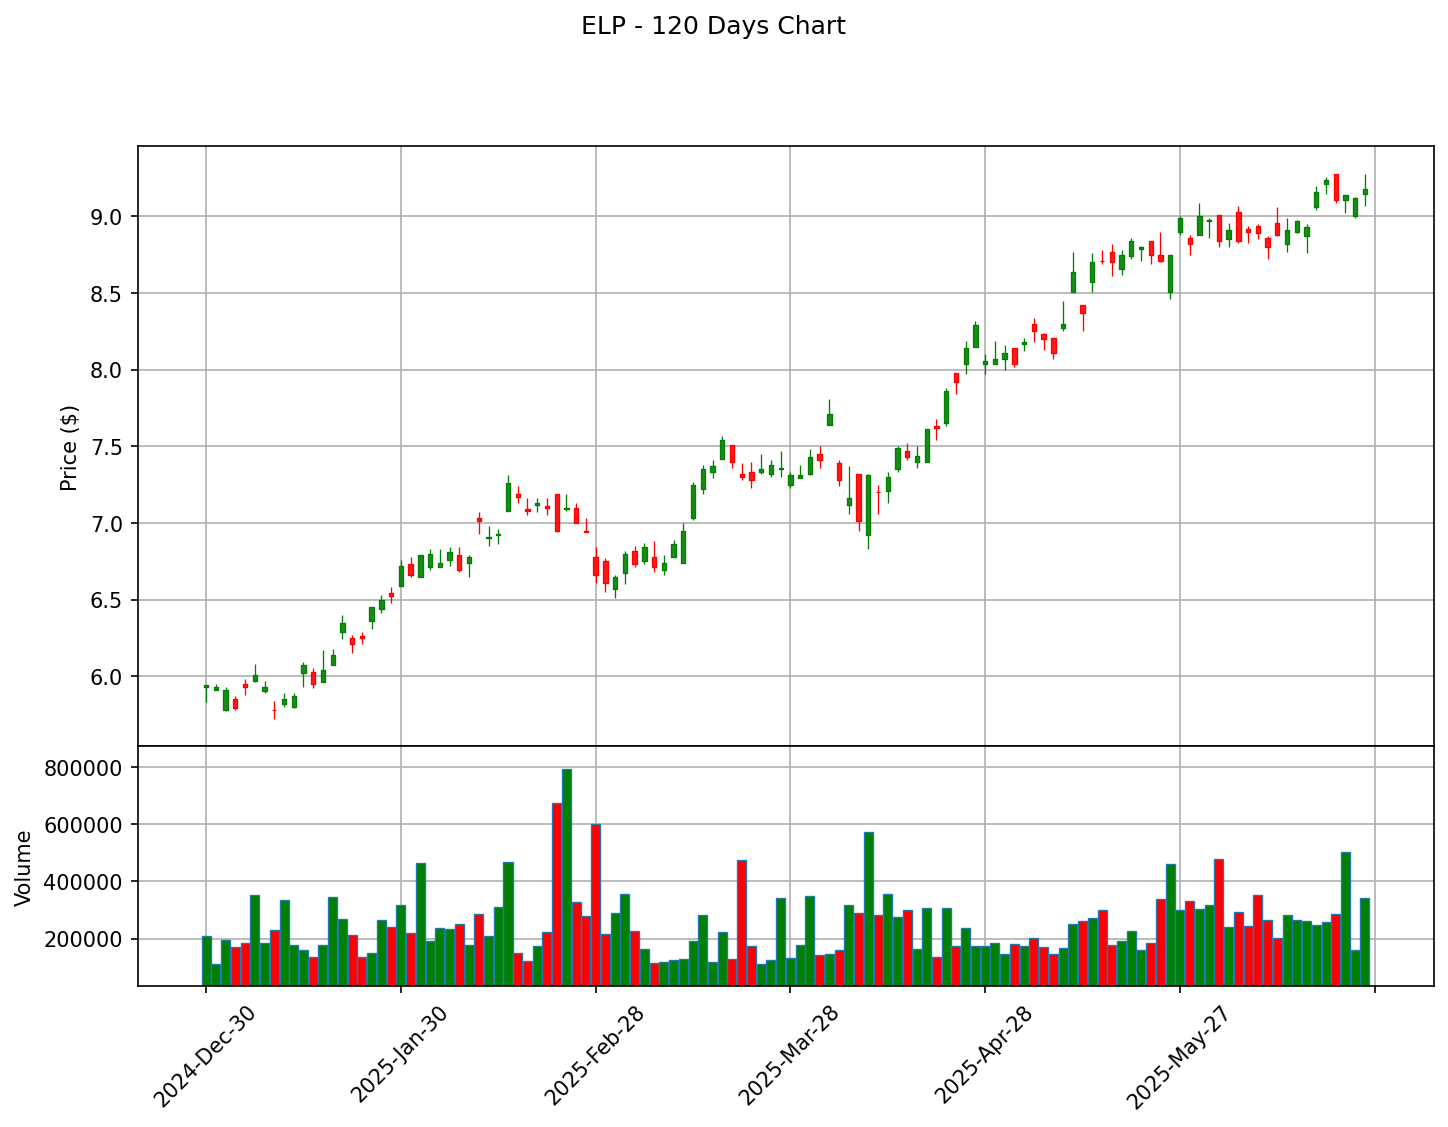 ELP - 120 Days Chart
Price ($)
9.0
8.5
8.0
7.5
7.0
6.5
6.0
Volume
800000
600000
400000
200000
2024-Dec-30
2025-Jan-30
2025-Feb-28
2025-Mar-28
2025-Apr-28
2025-May-27